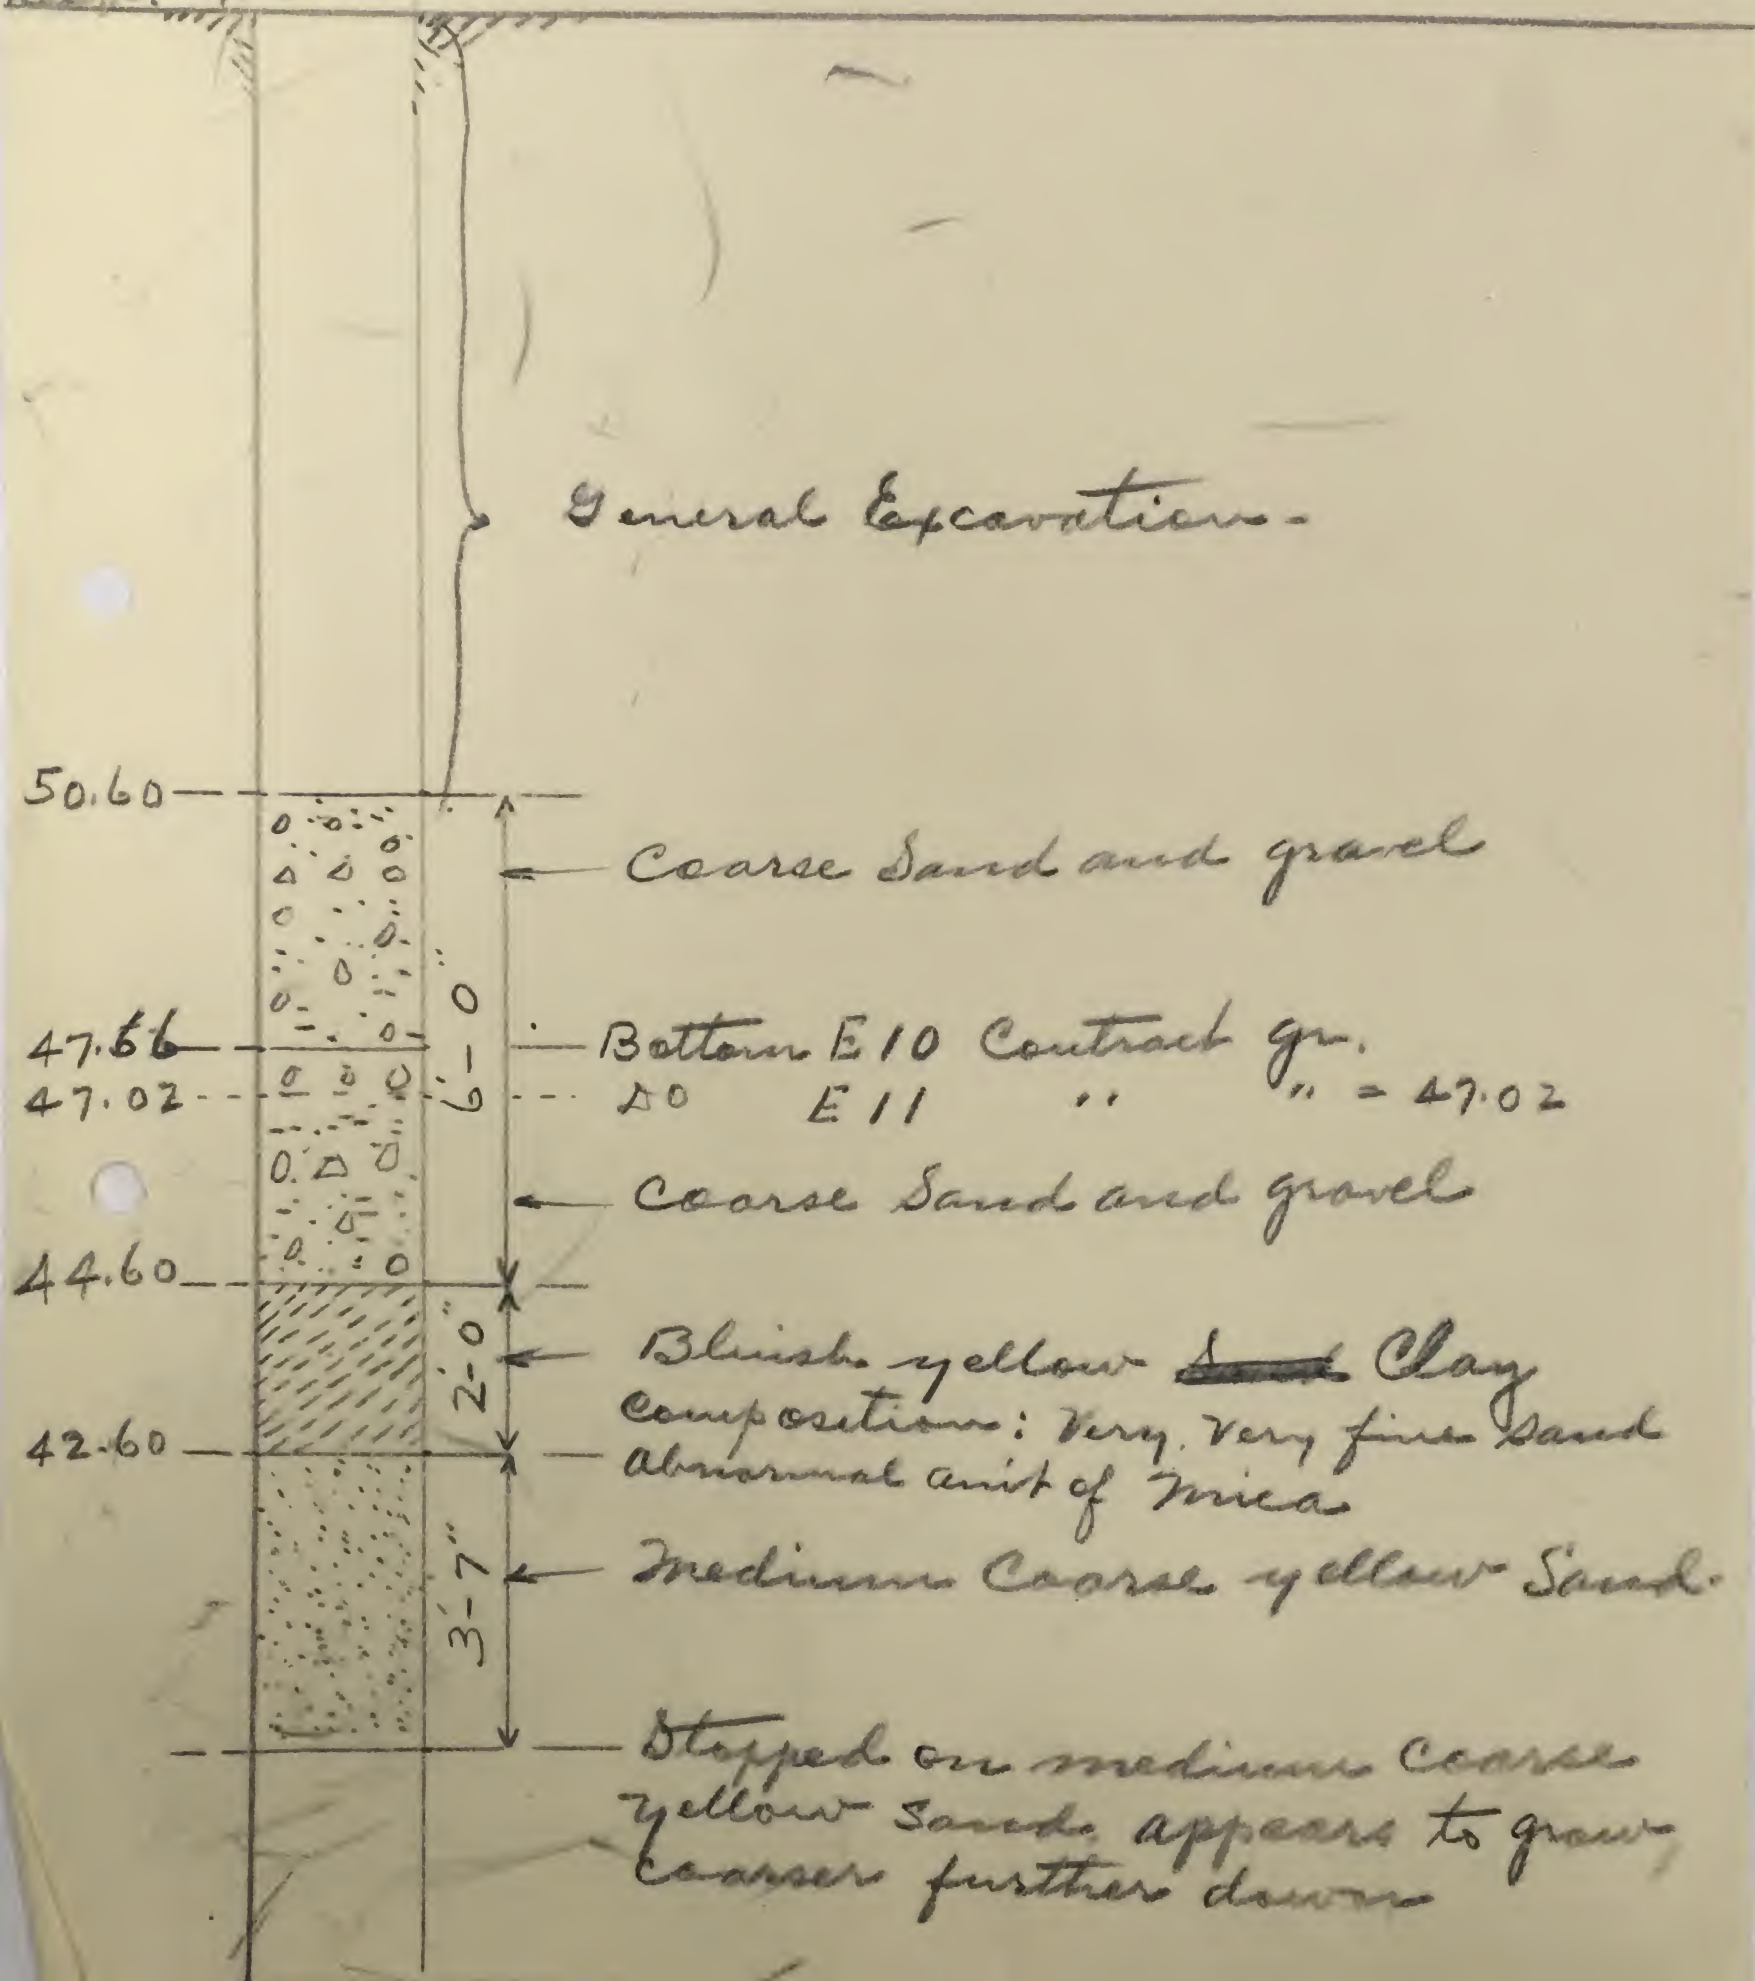 General Excavation.
50.60
Coarse Sand and gravel
6'-0"
47.66
Bottom E10 Contract gr.
47.02
DO E11 " " = 47.02
Coarse Sand and gravel
44.60
2'-0"
Bluish yellow Sand Clay
Composition: Very, Very fine sand
42.60
Abnormal am't of Mica
3'-7"
Medium Coarse yellow Sand.
Stopped on medium Coarse
yellow sand, appears to grow
coarser further down